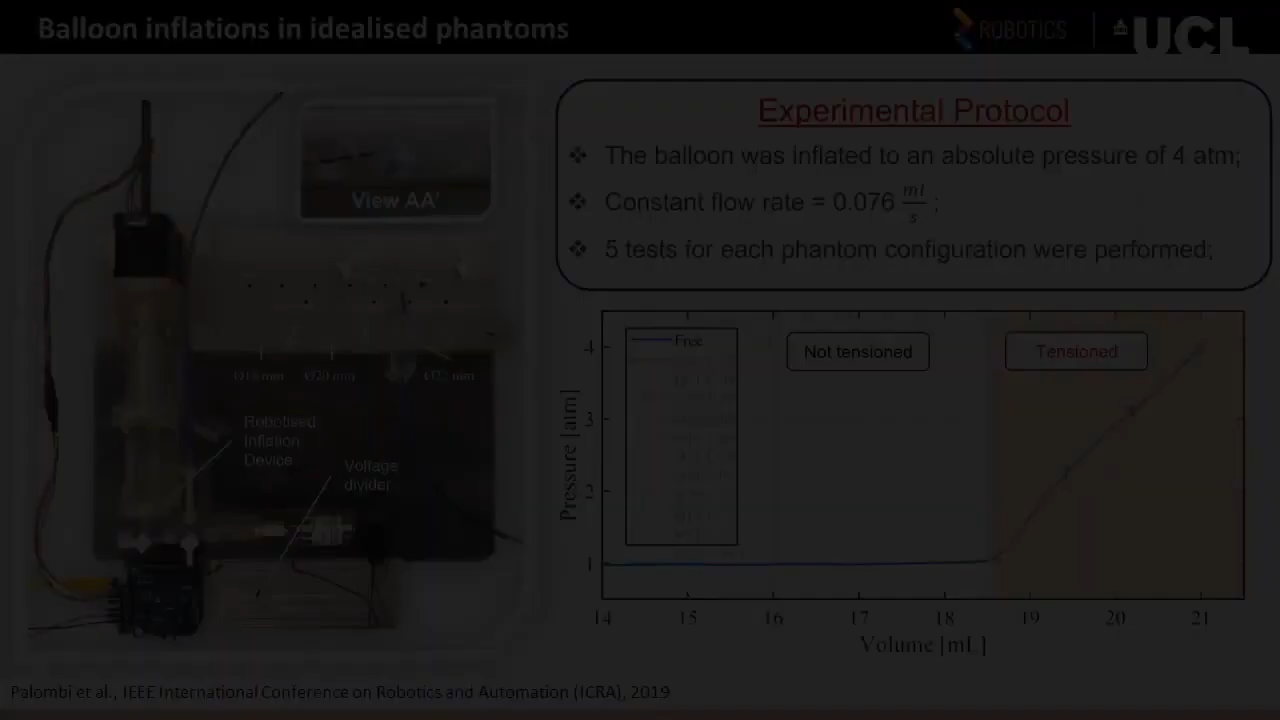 Balloon inflations in idealised phantoms
ROBOTICS
UCL
View AA'
Ø20 mm
Robotised
Inflation
Device
Voltage
divider
Experimental Protocol
❖ The balloon was inflated to an absolute pressure of 4 atm;
❖ Constant flow rate = 0.076 ml/s ;
❖ 5 tests for each phantom configuration were performed;
Free
Not tensioned
Tensioned
Pressure [atm]
4
3
2
1
14 15 16 17 18 19 20 21
Volume [mL]
Palombi et al., IEEE International Conference on Robotics and Automation (ICRA), 2019